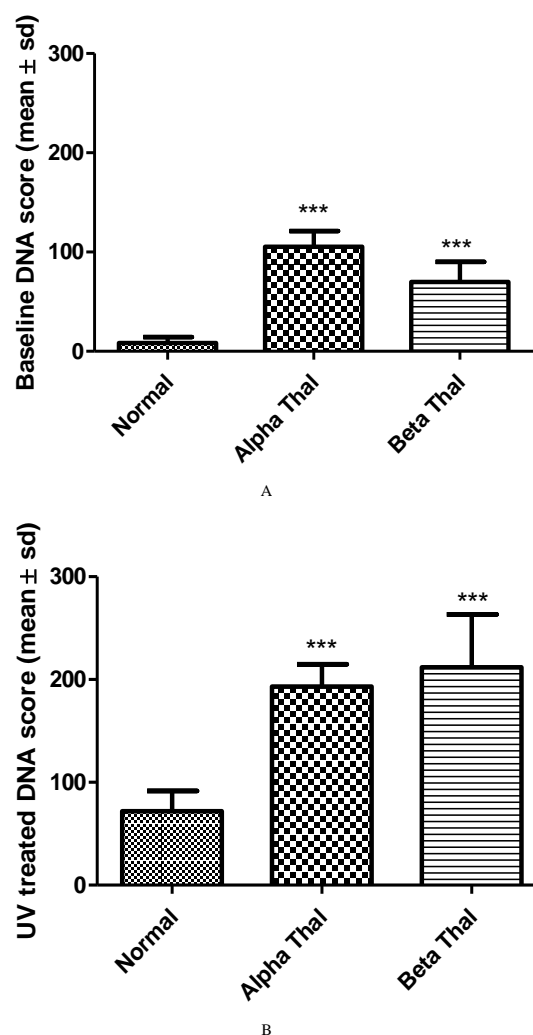 Baseline DNA score (mean ± sd)
300
200
100
0
***
***
Normal
Alpha Thal
Beta Thal
A
UV treated DNA score (mean ± sd)
300
200
100
0
***
***
Normal
Alpha Thal
Beta Thal
B